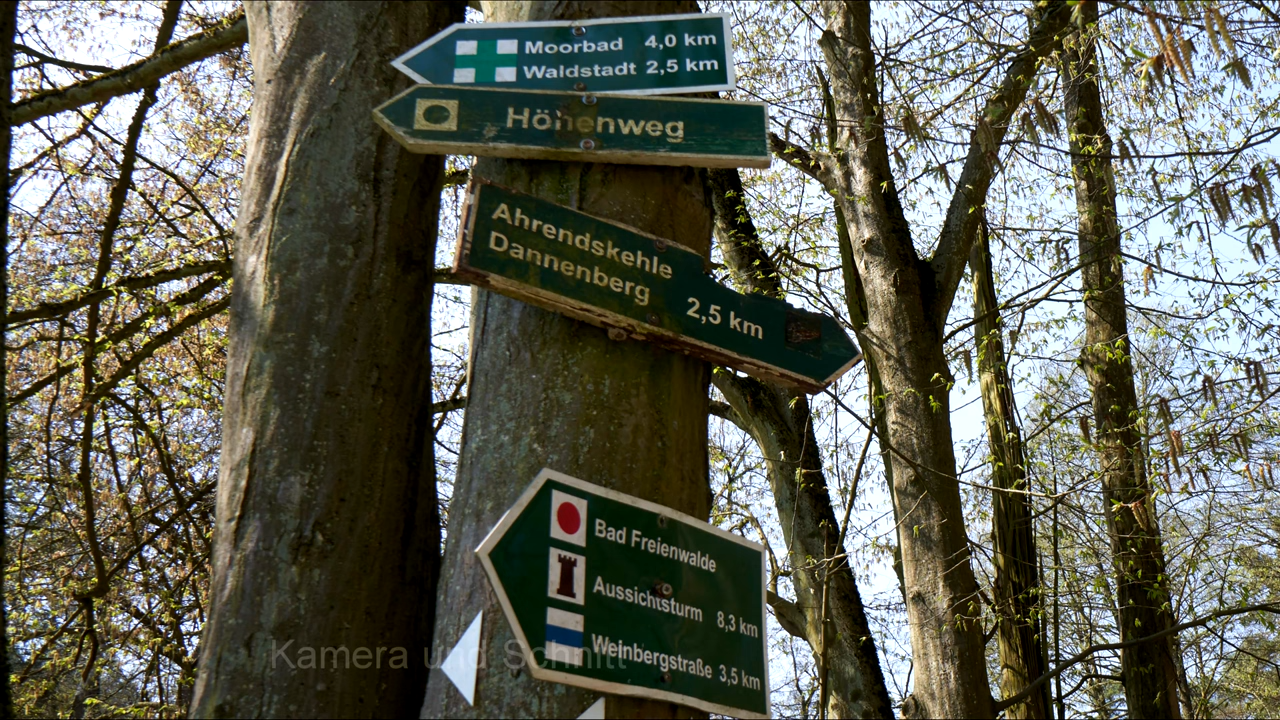 Moorbad 4,0 km
Waldstadt 2,5 km
Höhenweg
Ahrendskehle
Dannenberg 2,5 km
Bad Freienwalde
Aussichtsturm 8,3 km
Weinbergstraße 3,5 km
Kamera und Schnitt